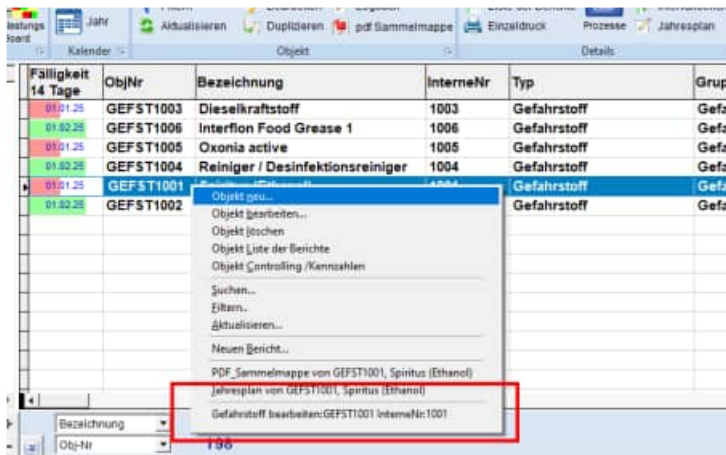 Jahr
Aktualisieren Duplizieren pdf Sammelmappe Einzeldruck Prozesse Jahresplan
Kalender Objekt Details
Fälligkeit
14 Tage ObjNr Bezeichnung InterneNr Typ
01.01.25 GEFST1003 Dieselkraftstoff 1003 Gefahrstoff
01.02.25 GEFST1006 Interflon Food Grease 1 1006 Gefahrstoff
01.01.25 GEFST1005 Oxonia active 1005 Gefahrstoff
01.02.25 GEFST1004 Reiniger / Desinfektionsreiniger 1004 Gefahrstoff
01.01.25 GEFST1001 Gefahrstoff
01.02.25 GEFST1002 Gefahrstoff
Objekt neu...
Objekt bearbeiten...
Objekt löschen
Objekt Liste der Berichte
Objekt Controlling /Kennzahlen
Suchen...
Filtern...
Aktualisieren...
Neuen Bericht...
PDF_Sammelmappe von GEFST1001, Spiritus (Ethanol)
Jahresplan von GEFST1001, Spiritus (Ethanol)
Gefahrstoff bearbeiten:GEFST1001 InterneNr:1001
Bezeichnung
Obj-Nr 198